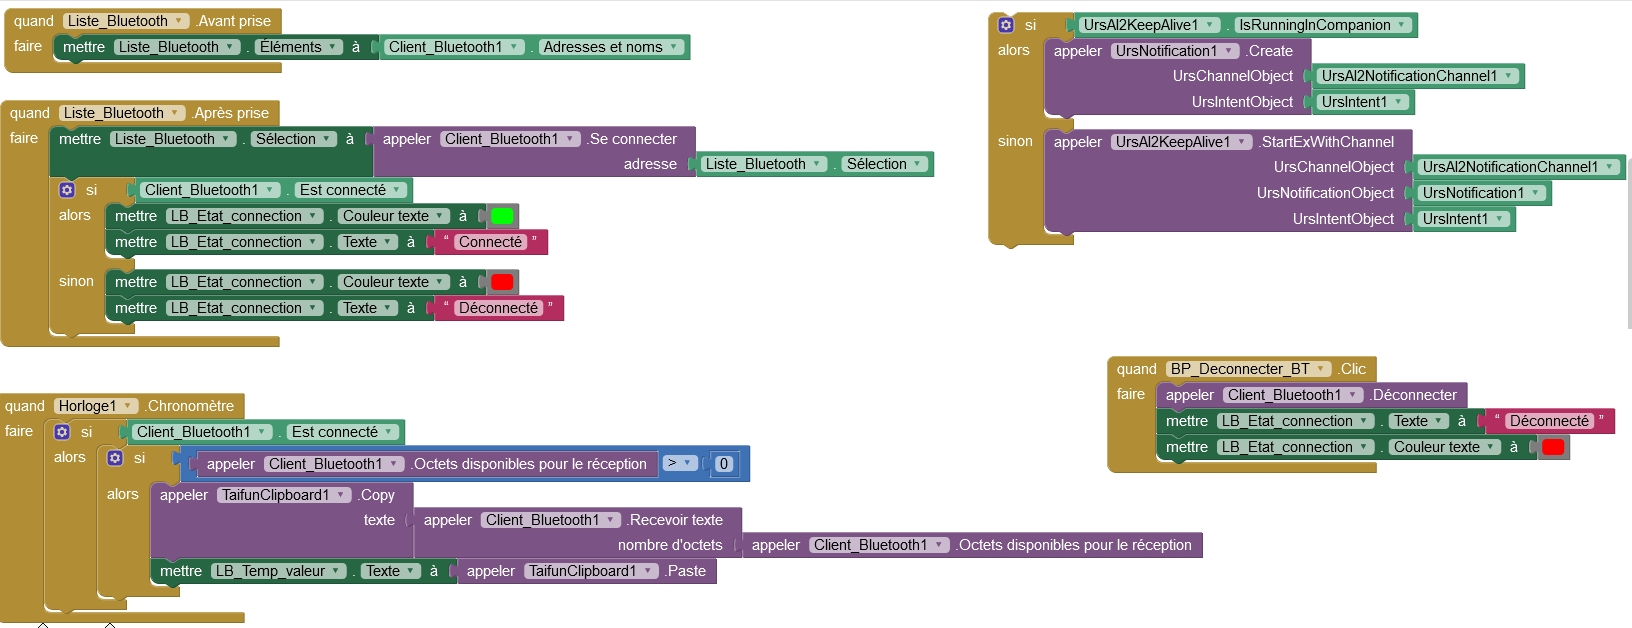 quand Liste_Bluetooth .Avant prise
faire mettre Liste_Bluetooth . Éléments à Client_Bluetooth1 . Adresses et noms
quand Liste_Bluetooth .Après prise
faire mettre Liste_Bluetooth . Sélection à appeler Client_Bluetooth1 .Se connecter
adresse Liste_Bluetooth . Sélection
si Client_Bluetooth1 . Est connecté
alors mettre LB_Etat_connection . Couleur texte à
mettre LB_Etat_connection . Texte à “ Connecté ”
sinon mettre LB_Etat_connection . Couleur texte à
mettre LB_Etat_connection . Texte à “ Déconnecté ”
quand Horloge1 .Chronomètre
faire si Client_Bluetooth1 . Est connecté
alors si appeler Client_Bluetooth1 .Octets disponibles pour le réception > 0
alors appeler TaifunClipboard1 .Copy
texte appeler Client_Bluetooth1 .Recevoir texte
nombre d'octets appeler Client_Bluetooth1 .Octets disponibles pour le réception
mettre LB_Temp_valeur . Texte à appeler TaifunClipboard1 .Paste
si UrsAI2KeepAlive1 . IsRunningInCompanion
alors appeler UrsNotification1 .Create
UrsChannelObject UrsAI2NotificationChannel1
UrsIntentObject UrsIntent1
sinon appeler UrsAI2KeepAlive1 .StartExWithChannel
UrsChannelObject UrsAI2NotificationChannel1
UrsNotificationObject UrsNotification1
UrsIntentObject UrsIntent1
quand BP_Deconnecter_BT .Clic
faire appeler Client_Bluetooth1 .Déconnecter
mettre LB_Etat_connection . Texte à “ Déconnecté ”
mettre LB_Etat_connection . Couleur texte à